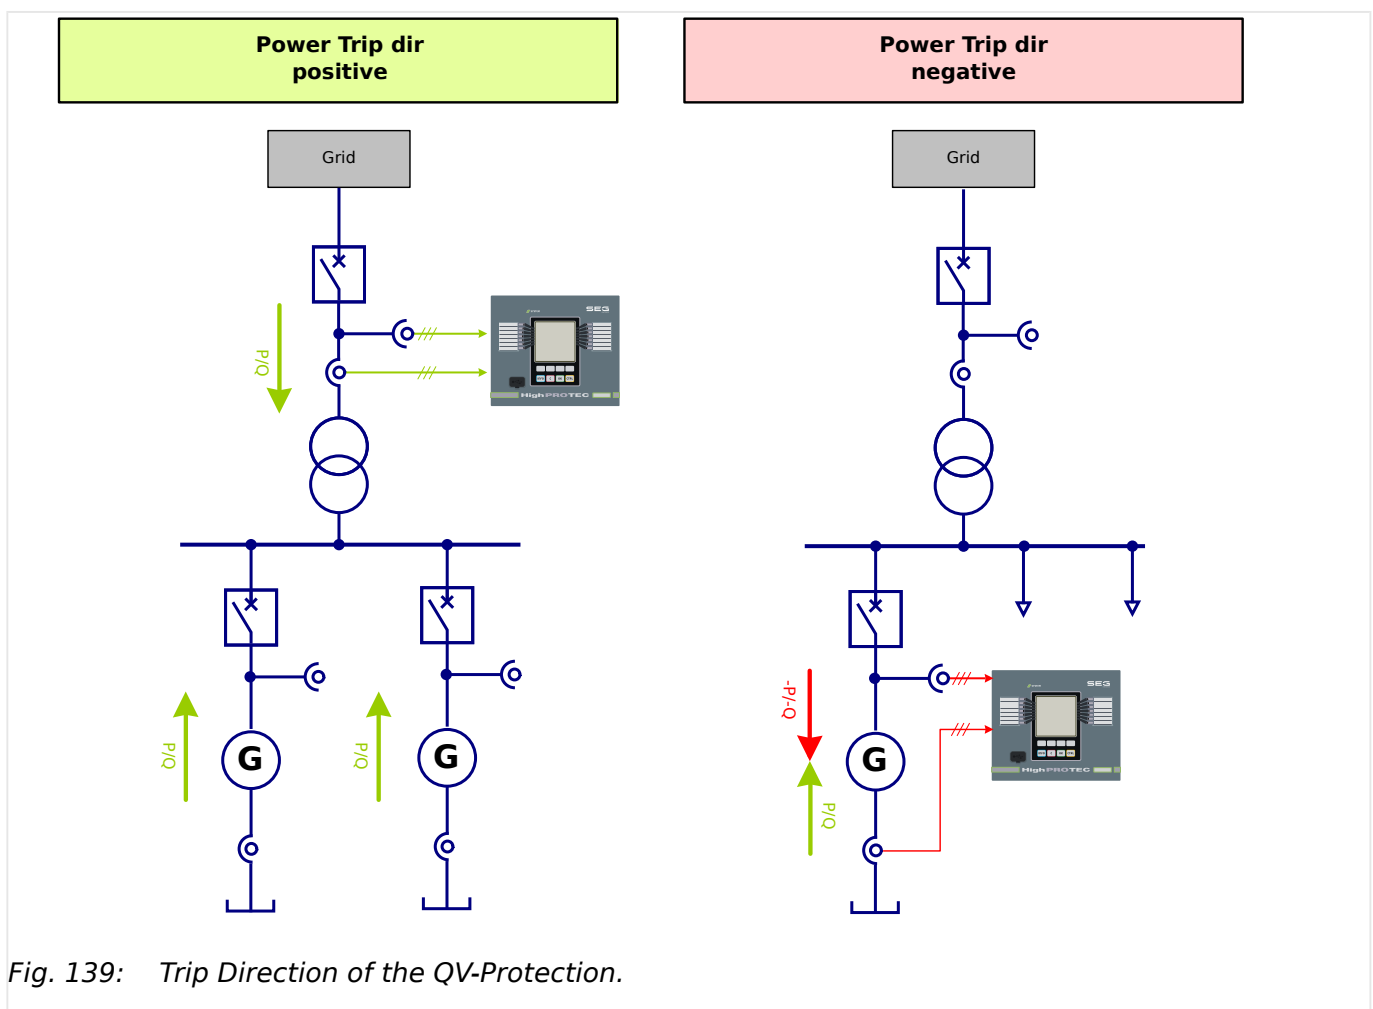 Power Trip dir
positive
Power Trip dir
negative
Grid
Grid
P/Q
SEG
HighPROTEC
G
G
P/Q
P/Q
-P/-Q
P/Q
G
SEG
HighPROTEC
Fig. 139: Trip Direction of the QV-Protection.